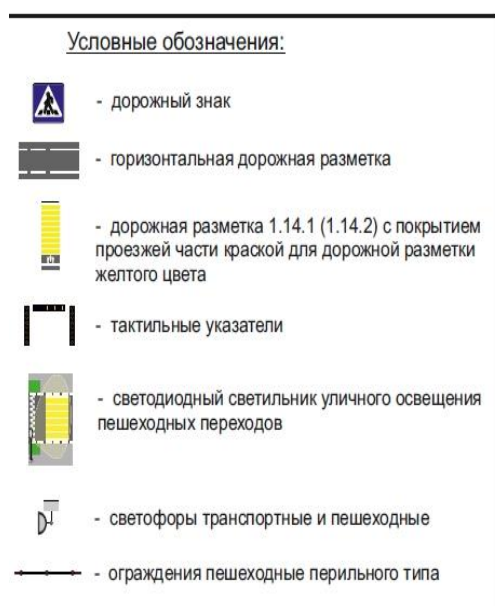 Условные обозначения:
- дорожный знак
- горизонтальная дорожная разметка
- дорожная разметка 1.14.1 (1.14.2) с покрытием
проезжей части краской для дорожной разметки
желтого цвета
- тактильные указатели
- светодиодный светильник уличного освещения
пешеходных переходов
- светофоры транспортные и пешеходные
- ограждения пешеходные перильного типа